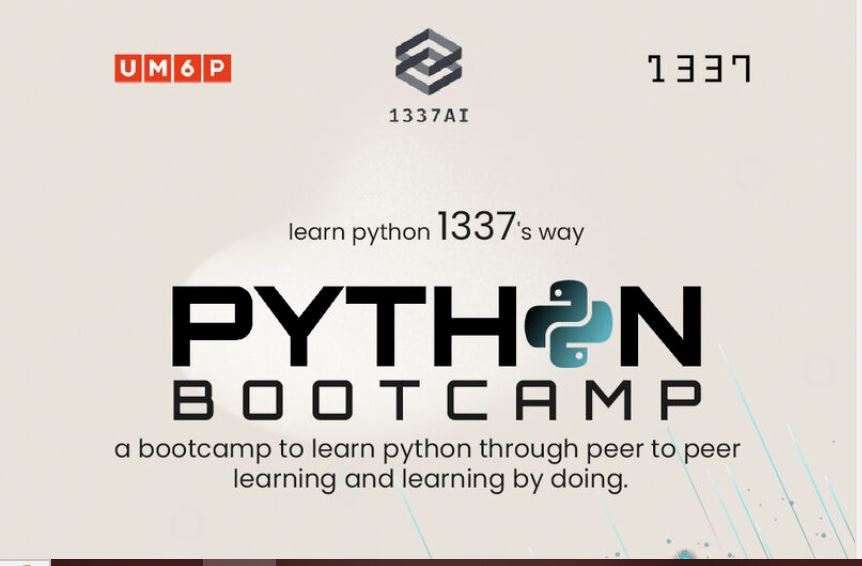 UM6P
1337AI
1337
learn python 1337's way
PYTHON
BOOTCAMP
a bootcamp to learn python through peer to peer
learning and learning by doing.